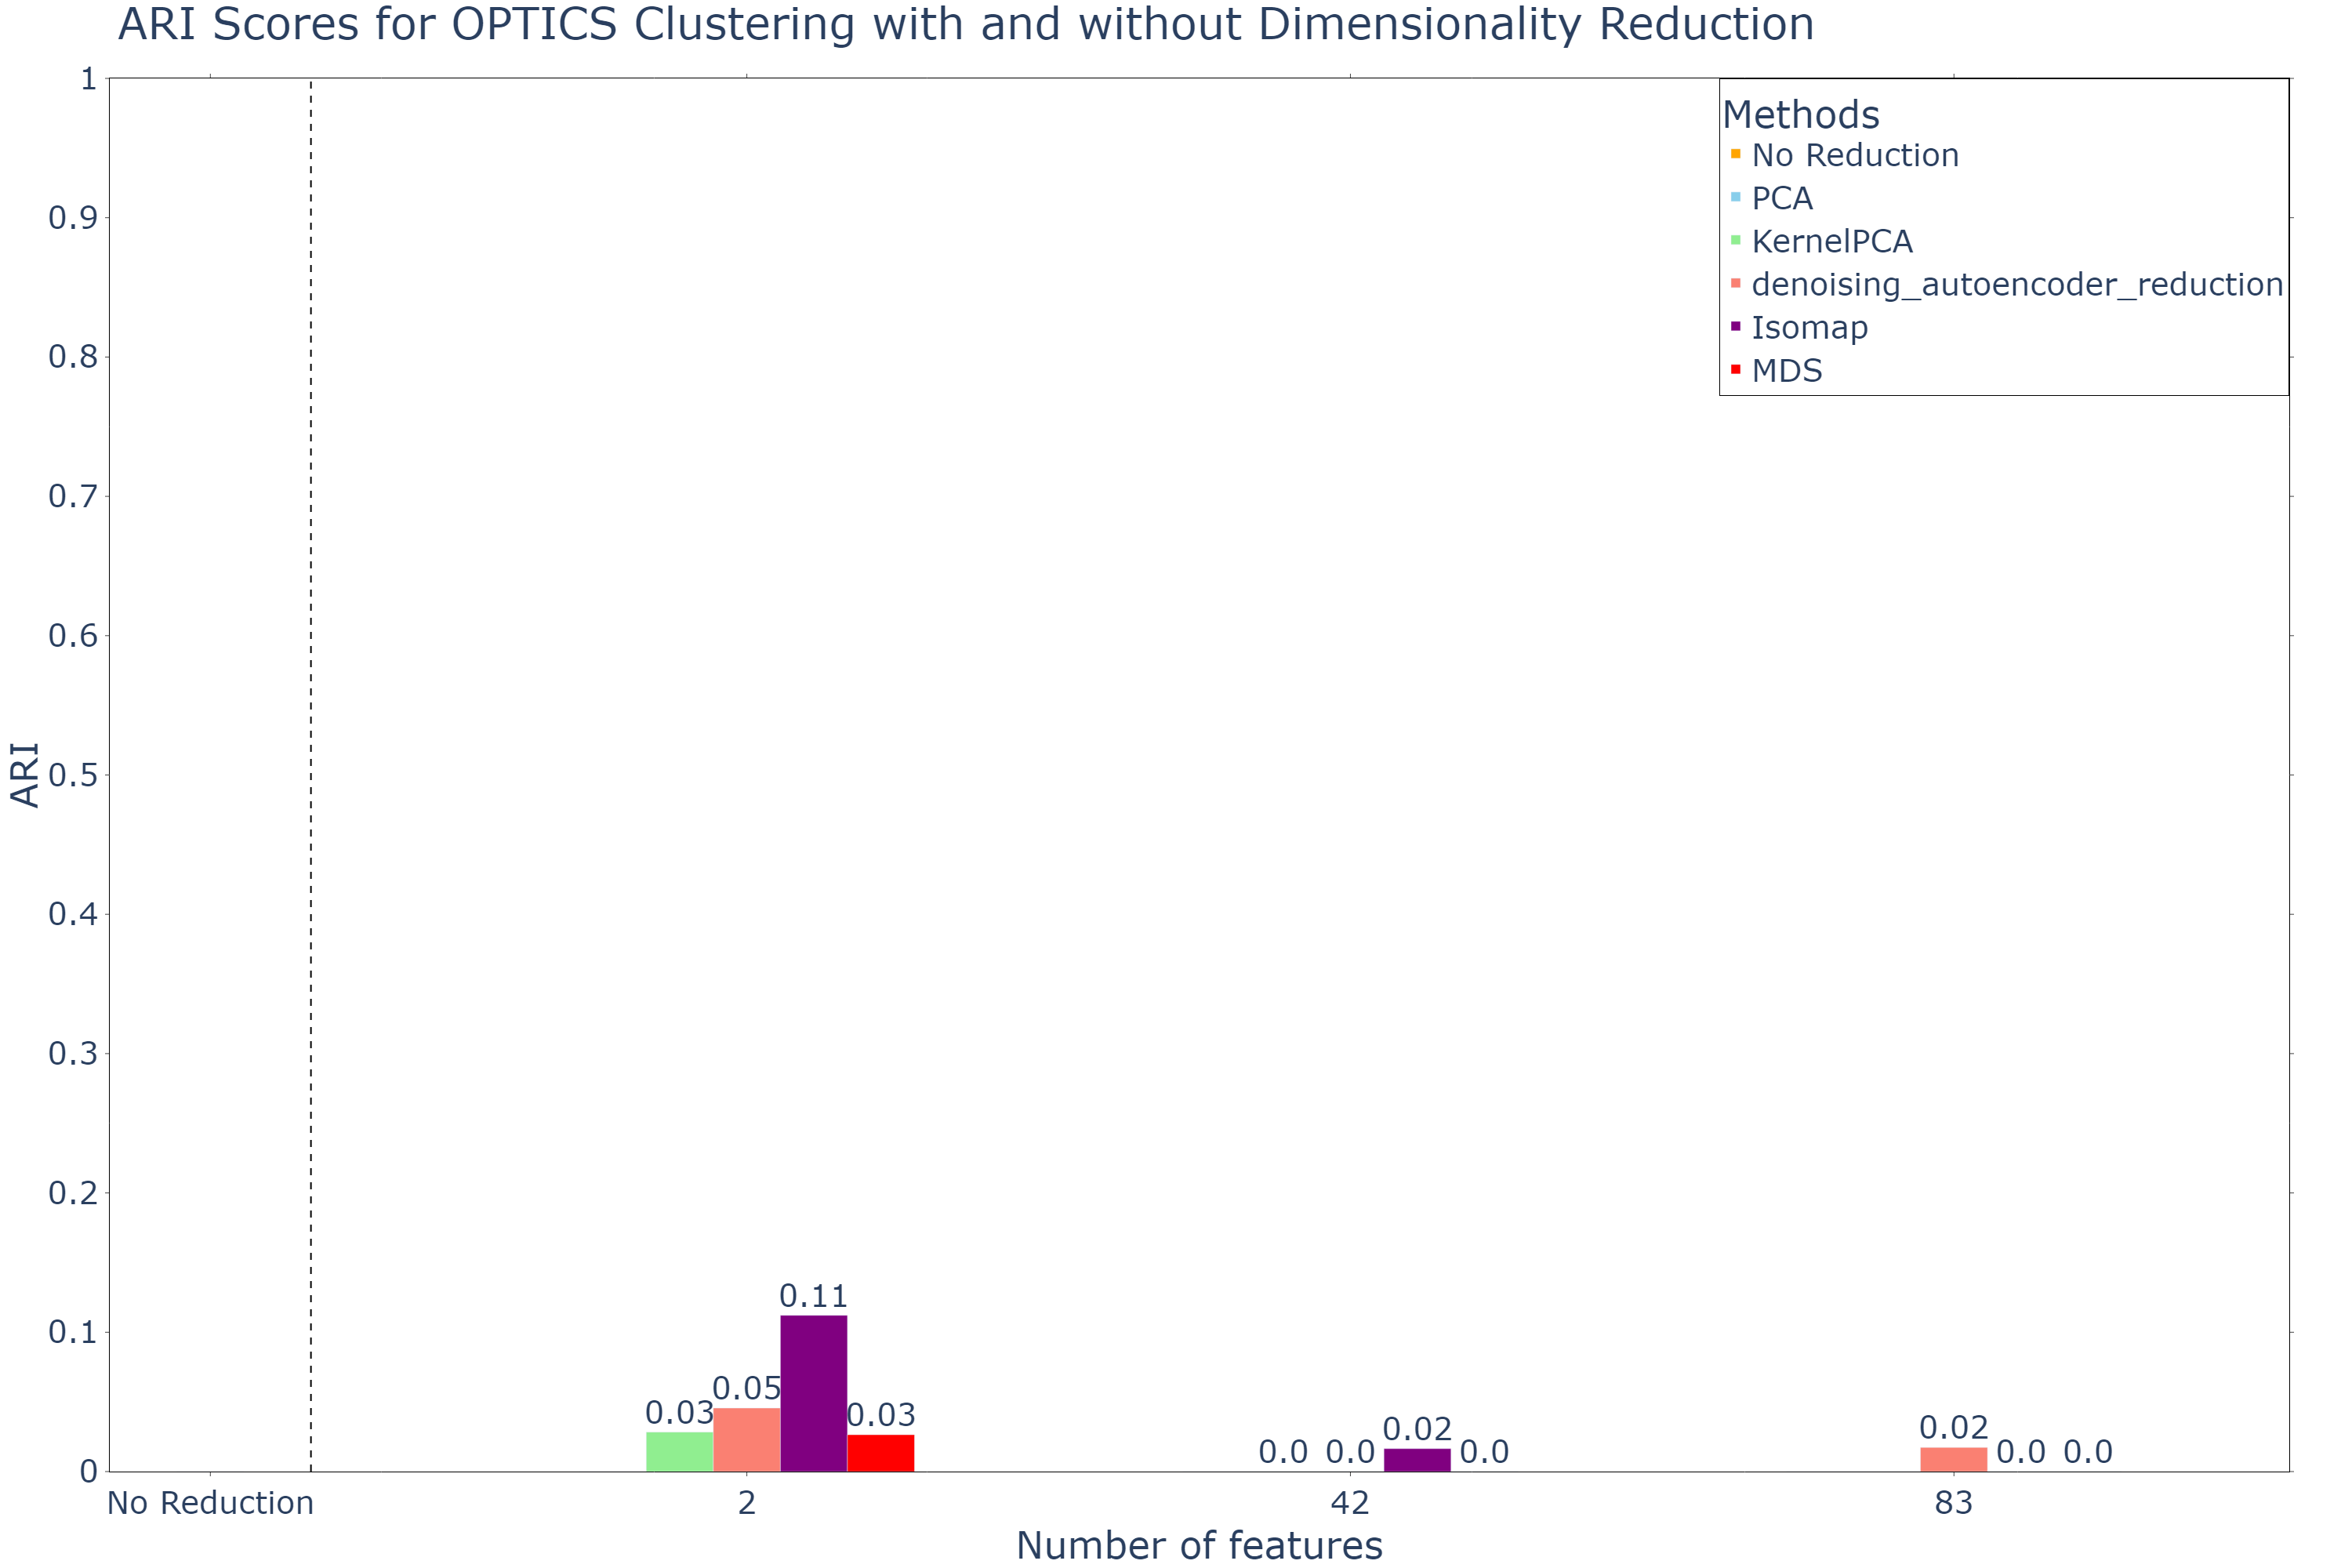 ARI Scores for OPTICS Clustering with and without Dimensionality Reduction
1
0.9
0.8
0.7
0.6
0.5
0.4
0.3
0.2
0.1
0
ARI
Methods
No Reduction
PCA
KernelPCA
denoising_autoencoder_reduction
Isomap
MDS
0.03
0.05
0.11
0.03
0.0
0.0
0.02
0.0
0.02
0.0
0.0
No Reduction
2
42
83
Number of features